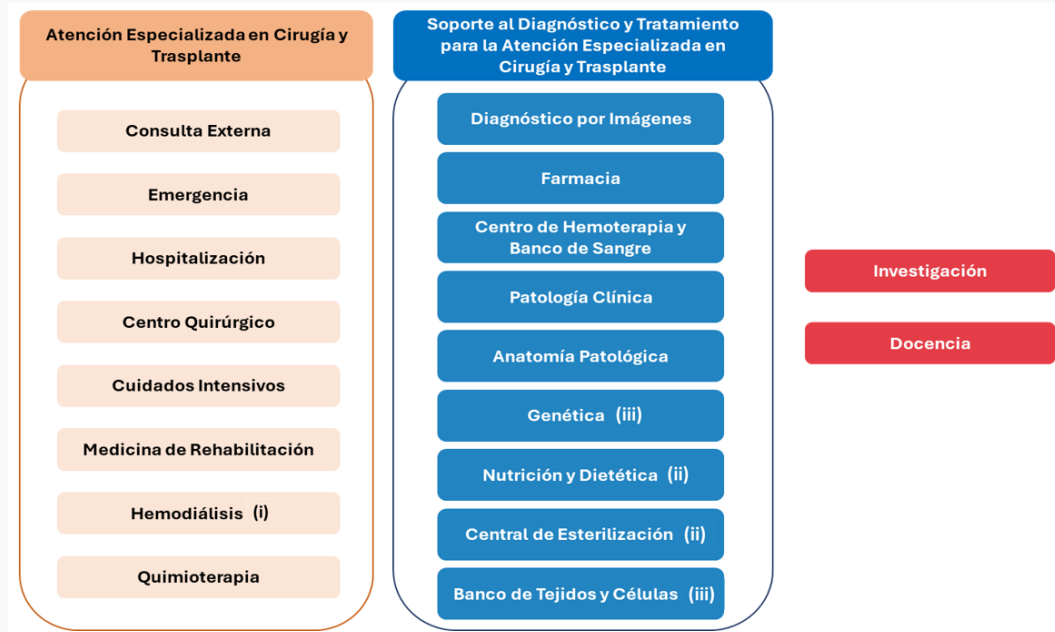 Atención Especializada en Cirugía y
Trasplante
Consulta Externa
Emergencia
Hospitalización
Centro Quirúrgico
Cuidados Intensivos
Medicina de Rehabilitación
Hemodiálisis (i)
Quimioterapia
Soporte al Diagnóstico y Tratamiento
para la Atención Especializada en
Cirugía y Trasplante
Diagnóstico por Imágenes
Farmacia
Centro de Hemoterapia y
Banco de Sangre
Patología Clínica
Anatomía Patológica
Genética (iii)
Nutrición y Dietética (ii)
Central de Esterilización (ii)
Banco de Tejidos y Células (iii)
Investigación
Docencia